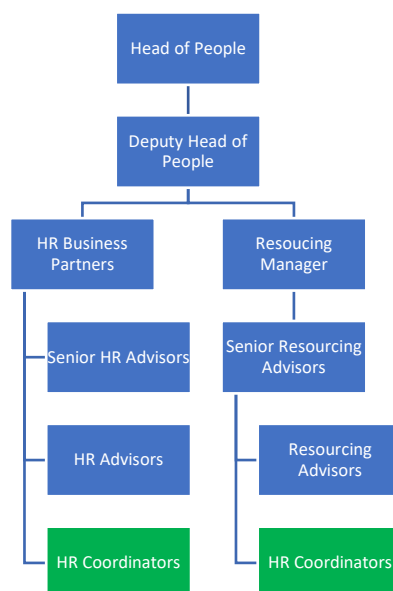 Head of People
Deputy Head of
People
HR Business
Partners
Resoucing
Manager
Senior HR Advisors
Senior Resourcing
Advisors
HR Advisors
Resourcing
Advisors
HR Coordinators
HR Coordinators